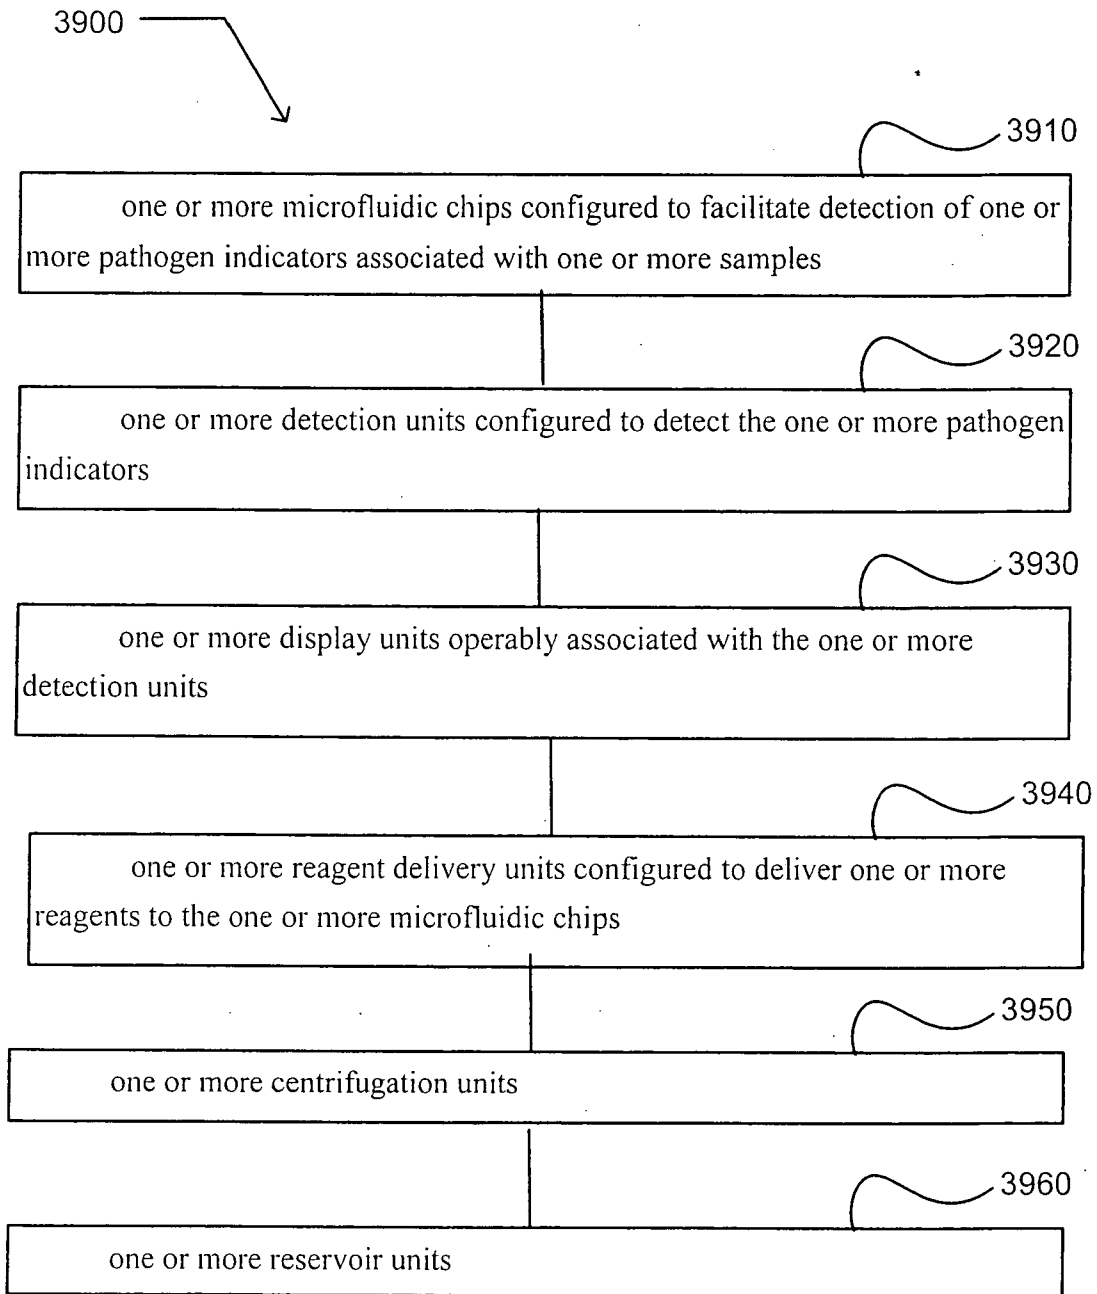 3900
3910
one or more microfluidic chips configured to facilitate detection of one or
more pathogen indicators associated with one or more samples
3920
one or more detection units configured to detect the one or more pathogen
indicators
3930
one or more display units operably associated with the one or more
detection units
3940
one or more reagent delivery units configured to deliver one or more
reagents to the one or more microfluidic chips
3950
one or more centrifugation units
3960
one or more reservoir units